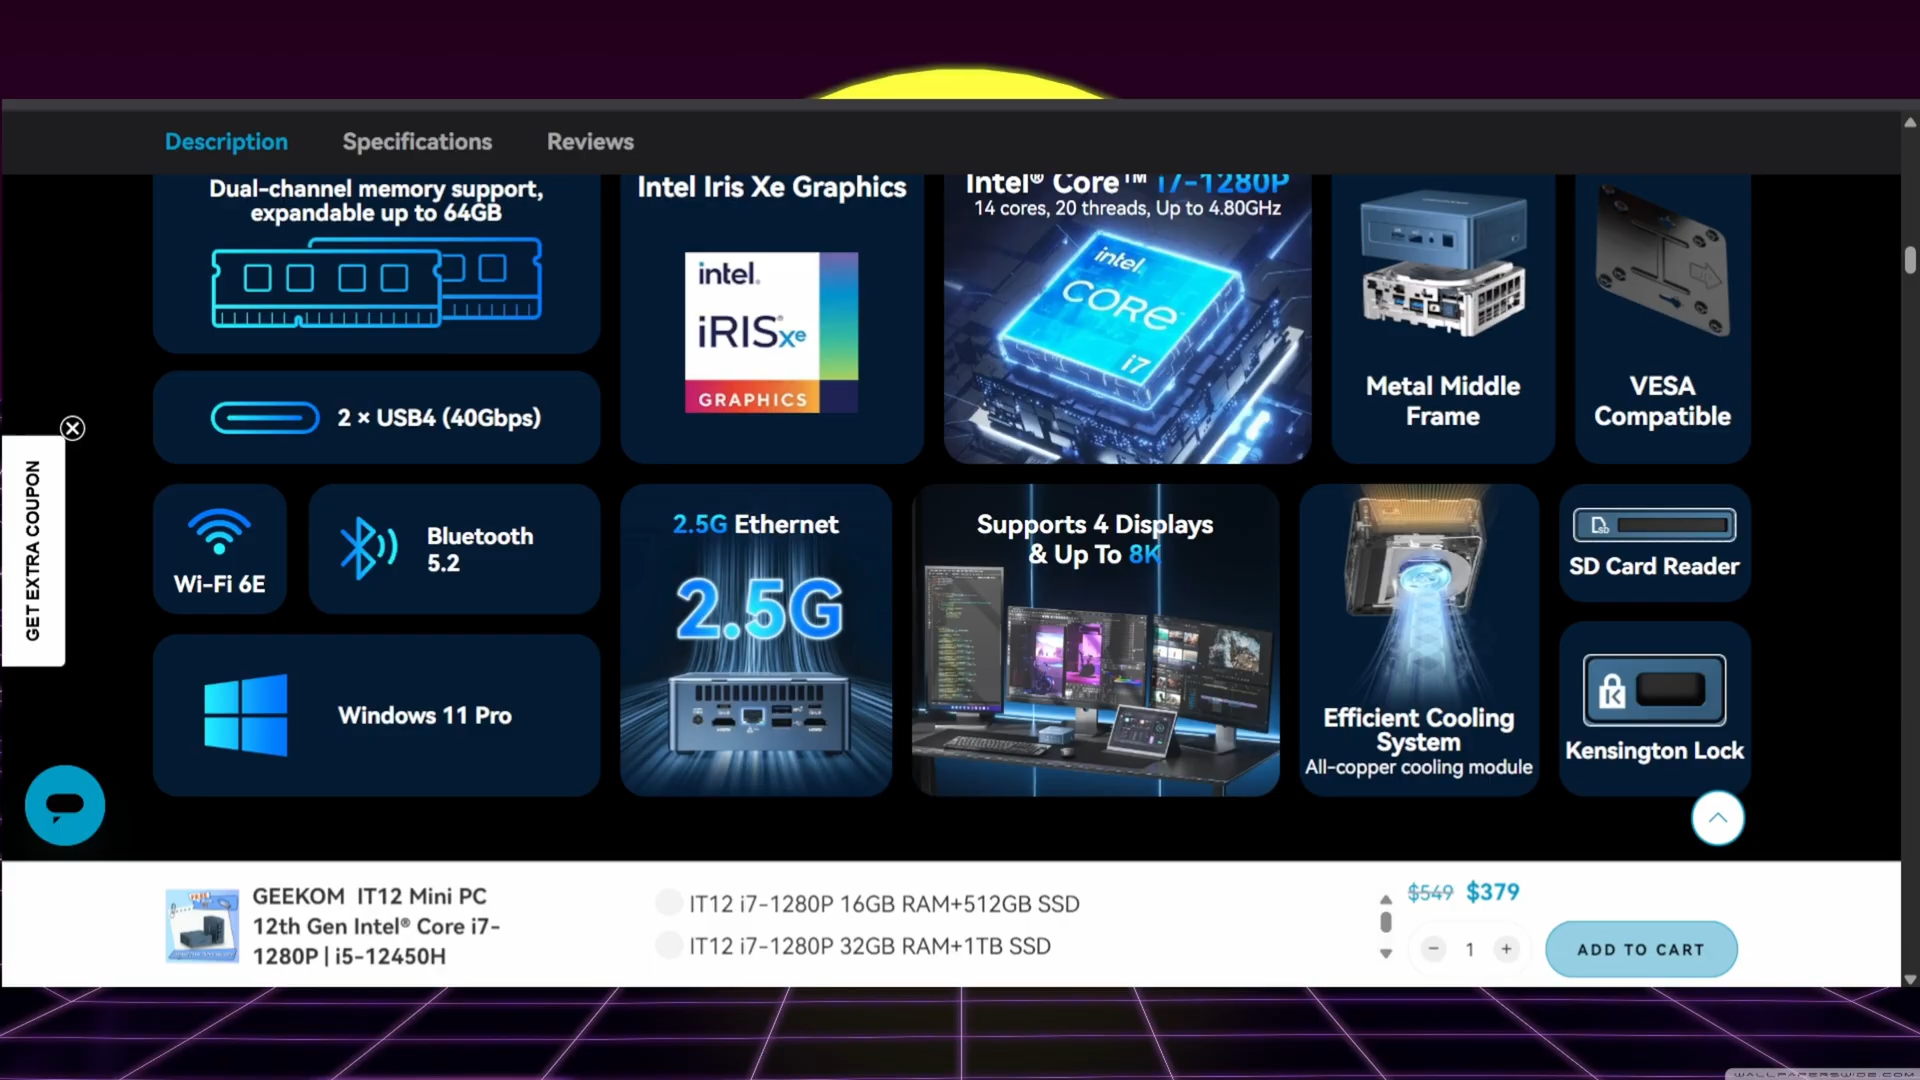 Description
Specifications
Reviews
Dual-channel memory support,
expandable up to 64GB
Intel Iris Xe Graphics
intel.
iRISxe
GRAPHICS
Intel® Core™ i7-1280P
14 cores, 20 threads, Up to 4.80GHz
intel.
CORE
i7
Metal Middle
Frame
VESA
Compatible
2 × USB4 (40Gbps)
GET EXTRA COUPON
Wi-Fi 6E
Bluetooth
5.2
Windows 11 Pro
2.5G Ethernet
2.5G
Supports 4 Displays
& Up To 8K
Efficient Cooling
System
All-copper cooling module
SD Card Reader
K
Kensington Lock
GEEKOM IT12 Mini PC
12th Gen Intel® Core i7-
1280P | i5-12450H
IT12 i7-1280P 16GB RAM+512GB SSD
IT12 i7-1280P 32GB RAM+1TB SSD
$549 $379
− 1 +
ADD TO CART
WALLPAPERSWIDE.COM